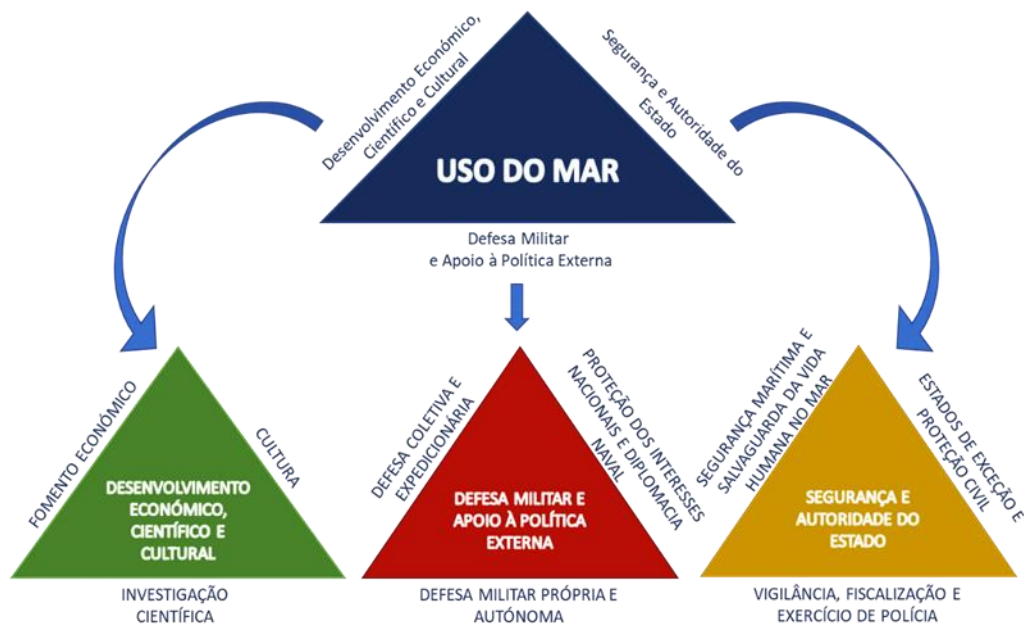 Desenvolvimento Económico,
Científico e Cultural
Segurança e Autoridade do
Estado
USO DO MAR
Defesa Militar
e Apoio à Política Externa
FOMENTO ECONÓMICO
CULTURA
DESENVOLVIMENTO
ECONÓMICO,
CIENTÍFICO E
CULTURAL
INVESTIGAÇÃO
CIENTÍFICA
DEFESA COLETIVA E
EXPEDICIONÁRIA
PROTEÇÃO DOS INTERESSES
NACIONAIS E DIPLOMACIA
NAVAL
DEFESA MILITAR E
APOIO À POLÍTICA
EXTERNA
DEFESA MILITAR PRÓPRIA E
AUTÓNOMA
SEGURANÇA MARÍTIMA E
SALVAGUARDA DA VIDA
HUMANA NO MAR
ESTADOS DE EXCEÇÃO E
PROTEÇÃO CIVIL
SEGURANÇA E
AUTORIDADE DO
ESTADO
VIGILÂNCIA, FISCALIZAÇÃO E
EXERCÍCIO DE POLÍCIA